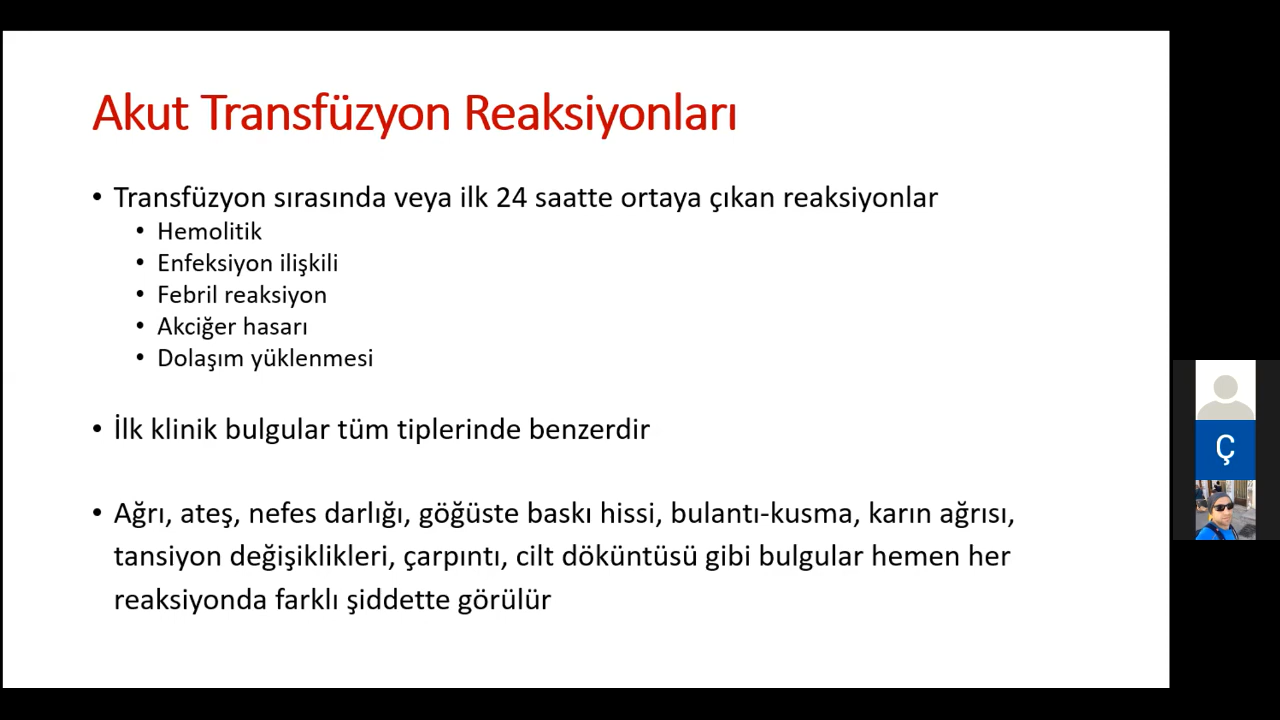 Akut Transfüzyon Reaksiyonları
• Transfüzyon sırasında veya ilk 24 saatte ortaya çıkan reaksiyonlar
• Hemolitik
• Enfeksiyon ilişkili
• Febril reaksiyon
• Akciğer hasarı
• Dolaşım yüklenmesi
• İlk klinik bulgular tüm tiplerinde benzerdir
• Ağrı, ateş, nefes darlığı, göğüste baskı hissi, bulantı-kusma, karın ağrısı,
tansiyon değişiklikleri, çarpıntı, cilt döküntüsü gibi bulgular hemen her
reaksiyonda farklı şiddette görülür
Ç